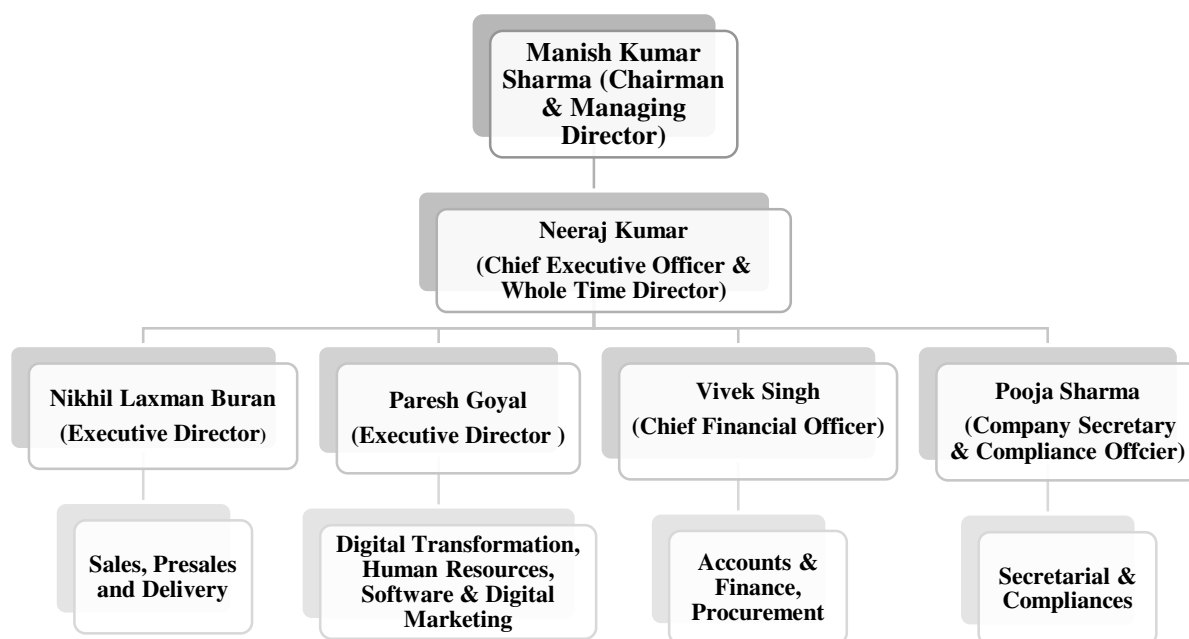 Manish Kumar
Sharma (Chairman
& Managing
Director)
Neeraj Kumar
(Chief Executive Officer &
Whole Time Director)
Nikhil Laxman Buran
(Executive Director)
Paresh Goyal
(Executive Director )
Vivek Singh
(Chief Financial Officer)
Pooja Sharma
(Company Secretary
& Compliance Offcier)
Sales, Presales
and Delivery
Digital Transformation,
Human Resources,
Software & Digital
Marketing
Accounts &
Finance,
Procurement
Secretarial &
Compliances